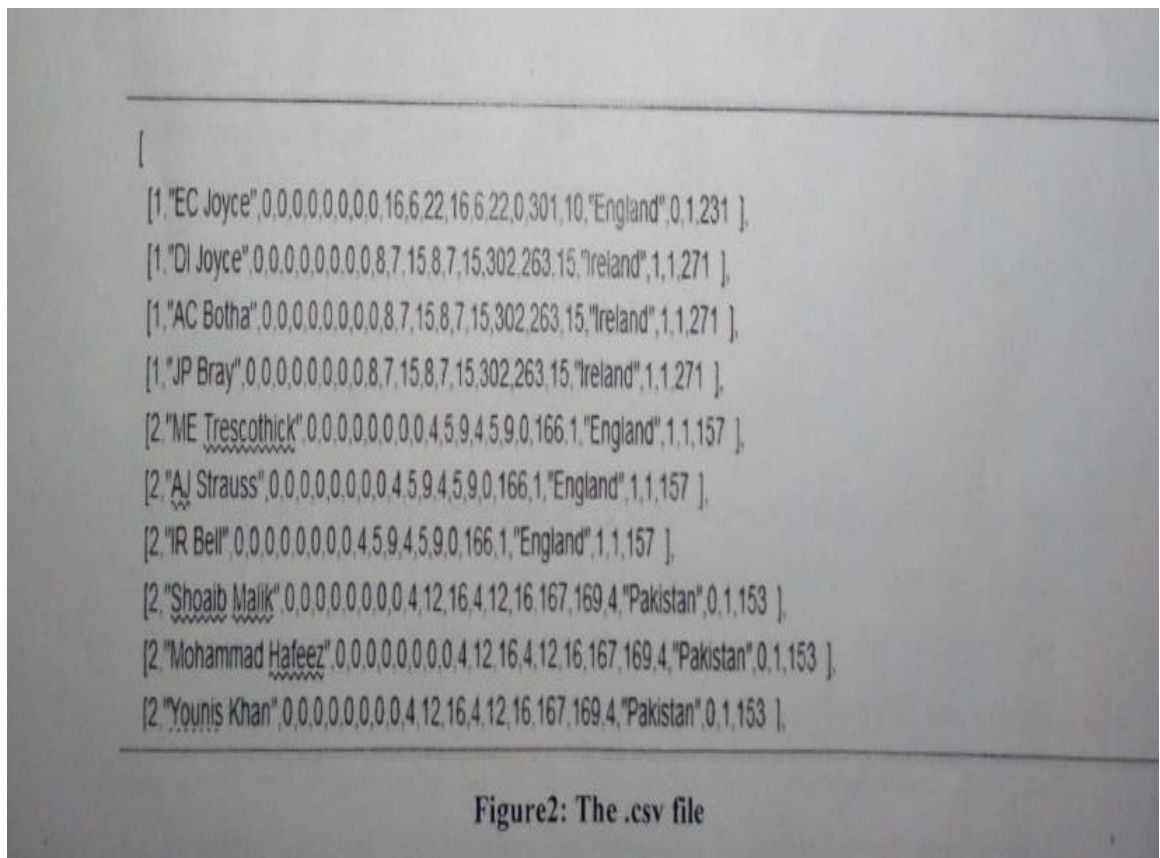 [
[1,"EC Joyce",0,0,0,0,0,0,0,0,16,6,22,16,6,22,0,301,10,"England",0,1,231 ],
[1,"DI Joyce",0,0,0,0,0,0,0,0,8,7,15,8,7,15,302,263,15,"Ireland",1,1,271 ],
[1,"AC Botha",0,0,0,0,0,0,0,0,8,7,15,8,7,15,302,263,15,"Ireland",1,1,271 ],
[1,"JP Bray",0,0,0,0,0,0,0,0,8,7,15,8,7,15,302,263,15,"Ireland",1,1,271 ],
[2,"ME Trescothick",0,0,0,0,0,0,0,0,4,5,9,4,5,9,0,166,1,"England",1,1,157 ],
[2,"AJ Strauss",0,0,0,0,0,0,0,0,4,5,9,4,5,9,0,166,1,"England",1,1,157 ],
[2,"IR Bell",0,0,0,0,0,0,0,0,4,5,9,4,5,9,0,166,1,"England",1,1,157 ],
[2,"Shoaib Malik",0,0,0,0,0,0,0,0,4,12,16,4,12,16,167,169,4,"Pakistan",0,1,153 ],
[2,"Mohammad Hafeez",0,0,0,0,0,0,0,0,4,12,16,4,12,16,167,169,4,"Pakistan",0,1,153 ],
[2,"Younis Khan",0,0,0,0,0,0,0,0,4,12,16,4,12,16,167,169,4,"Pakistan",0,1,153 ],
Figure2: The .csv file